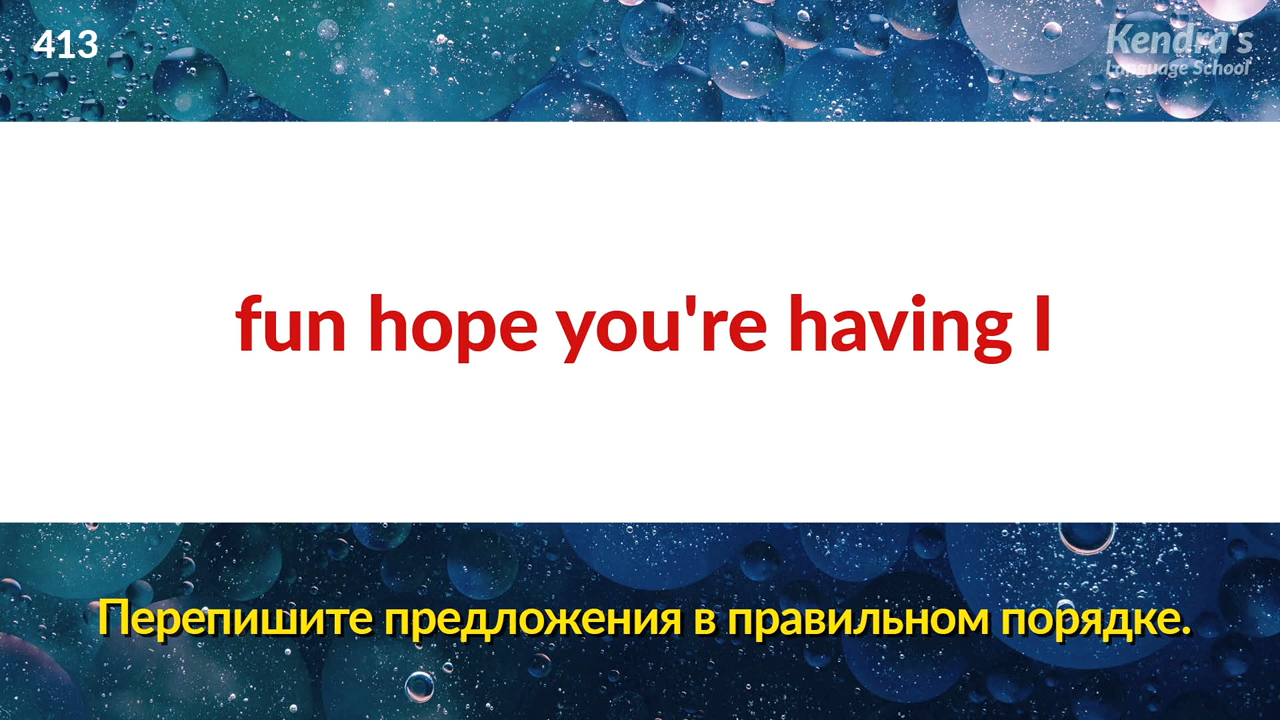 413
Kendra's
Language School
fun hope you're having I
Перепишите предложения в правильном порядке.